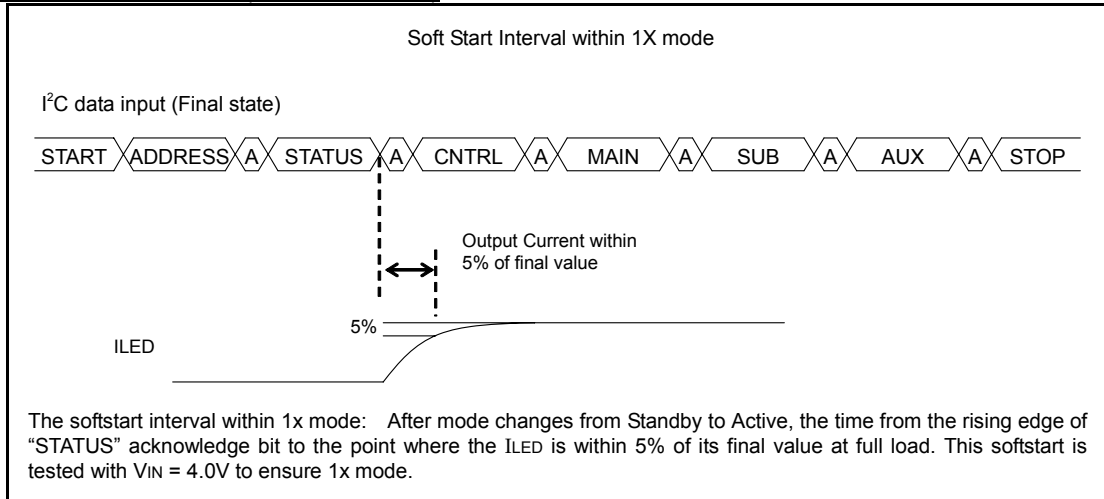 Soft Start Interval within 1X mode
I²C data input (Final state)
START ADDRESS A STATUS A CNTRL A MAIN A SUB A AUX A STOP
Output Current within
5% of final value
5%
ILED
The softstart interval within 1x mode: After mode changes from Standby to Active, the time from the rising edge of
“STATUS” acknowledge bit to the point where the ILED is within 5% of its final value at full load. This softstart is
tested with VIN = 4.0V to ensure 1x mode.